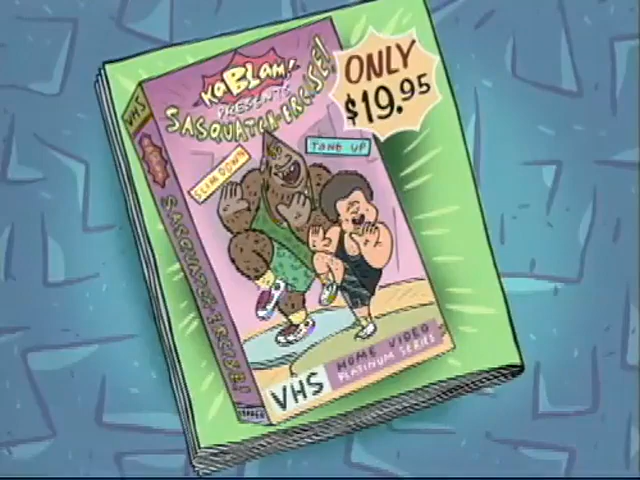 KaBLam!
PRESENTS
SASQUATCH-ERCISE!
ONLY
$19.95
SLIM DOWN
TONE UP
VHS
HOME VIDEO
PLATINUM SERIES
VHS
KaBLam!
SASQUATCH-ERCISE!